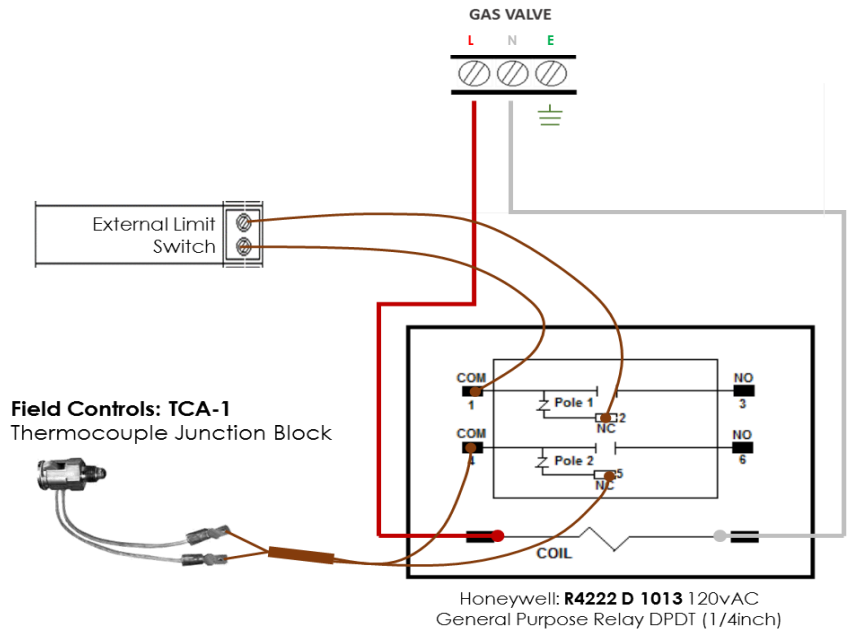 GAS VALVE
L N E
External Limit
Switch
Field Controls: TCA-1
Thermocouple Junction Block
COM
1
Pole 1
2
NC
NO
3
COM
4
Pole 2
5
NC
NO
6
COIL
Honeywell: R4222 D 1013 120vAC
General Purpose Relay DPDT (1/4inch)